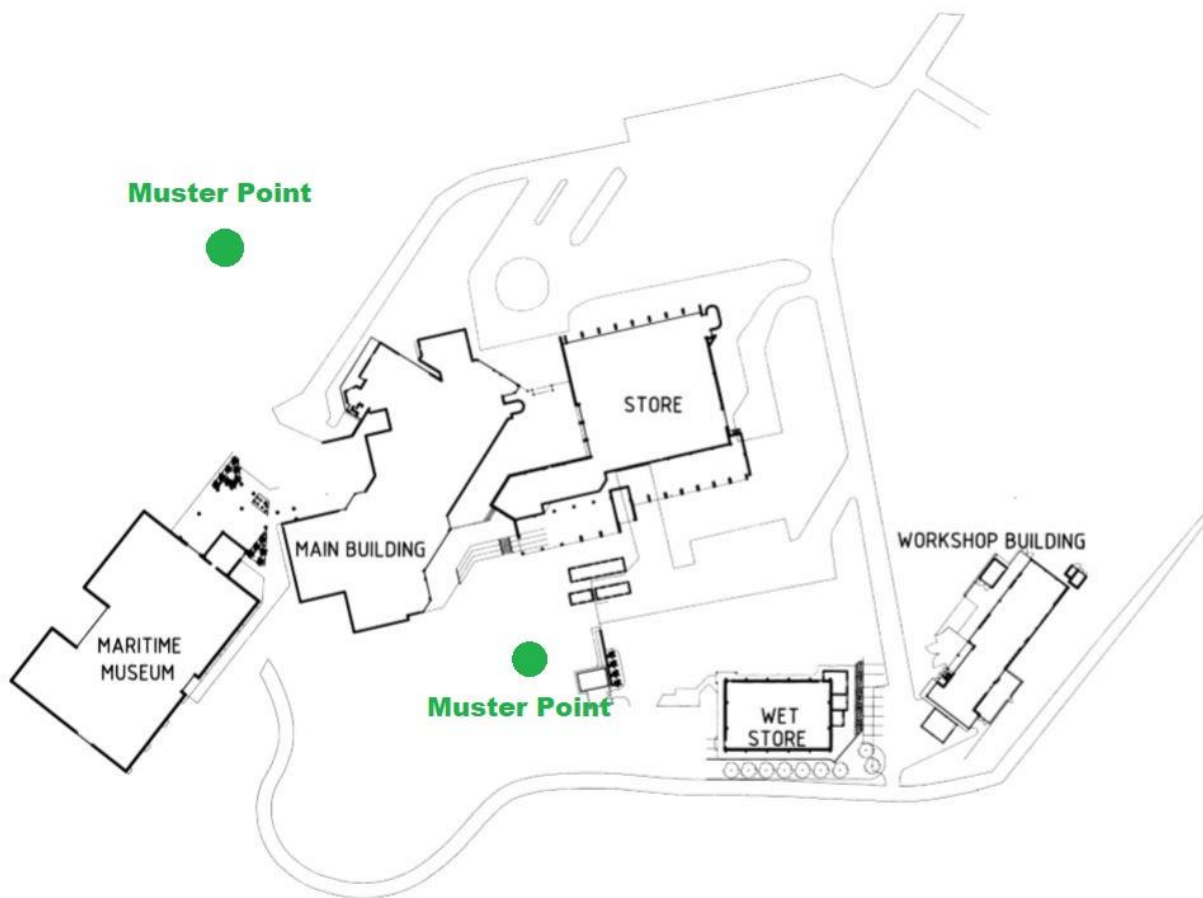 Muster Point
STORE
MAIN BUILDING
WORKSHOP BUILDING
MARITIME
MUSEUM
Muster Point
WET
STORE